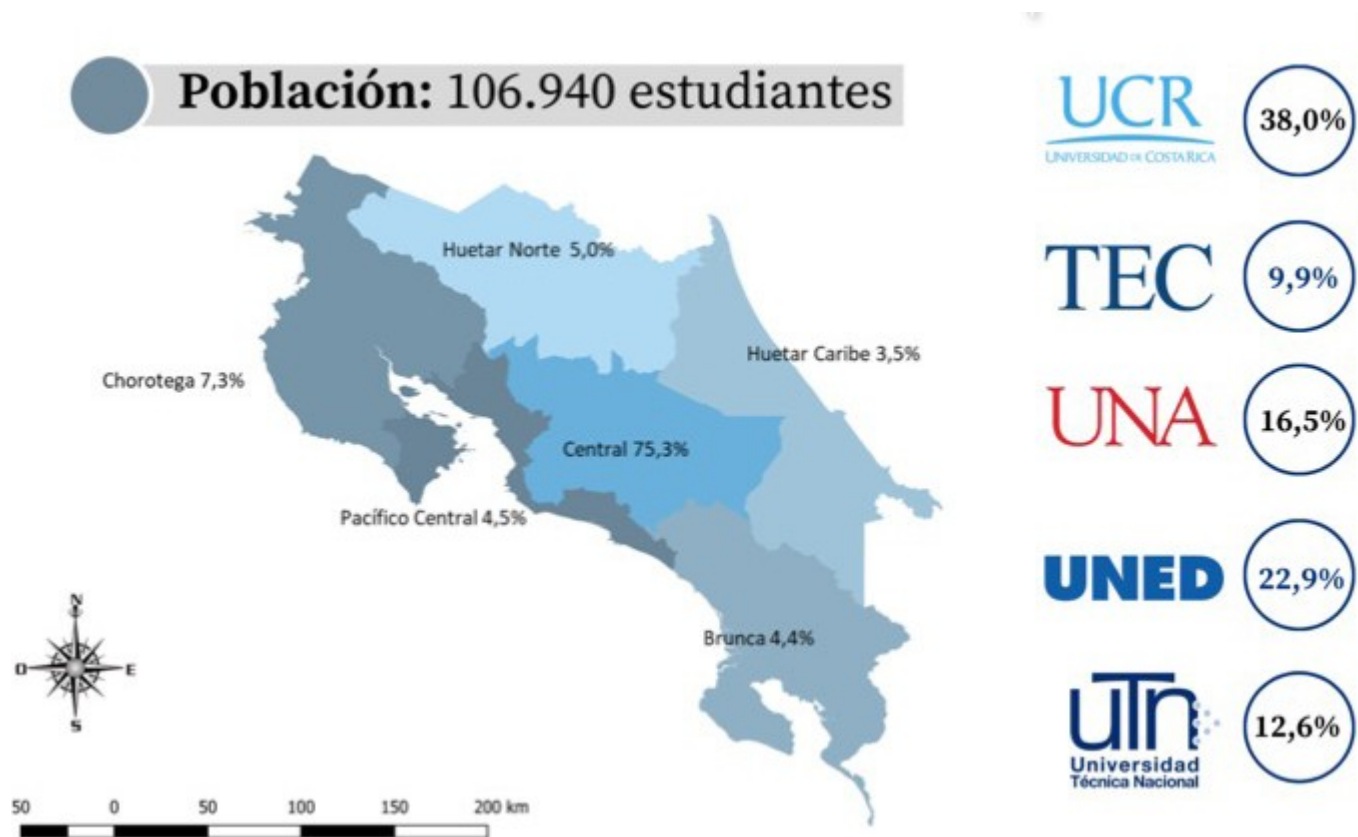 Población: 106.940 estudiantes
Huetar Norte 5,0%
Huetar Caribe 3,5%
Chorotega 7,3%
Central 75,3%
Pacífico Central 4,5%
Brunca 4,4%
N
O
E
S
50 0 50 100 150 200 km
UCR
UNIVERSIDAD DE COSTA RICA
38,0%
TEC
9,9%
UNA
16,5%
UNED
22,9%
uTn
Universidad
Técnica Nacional
12,6%